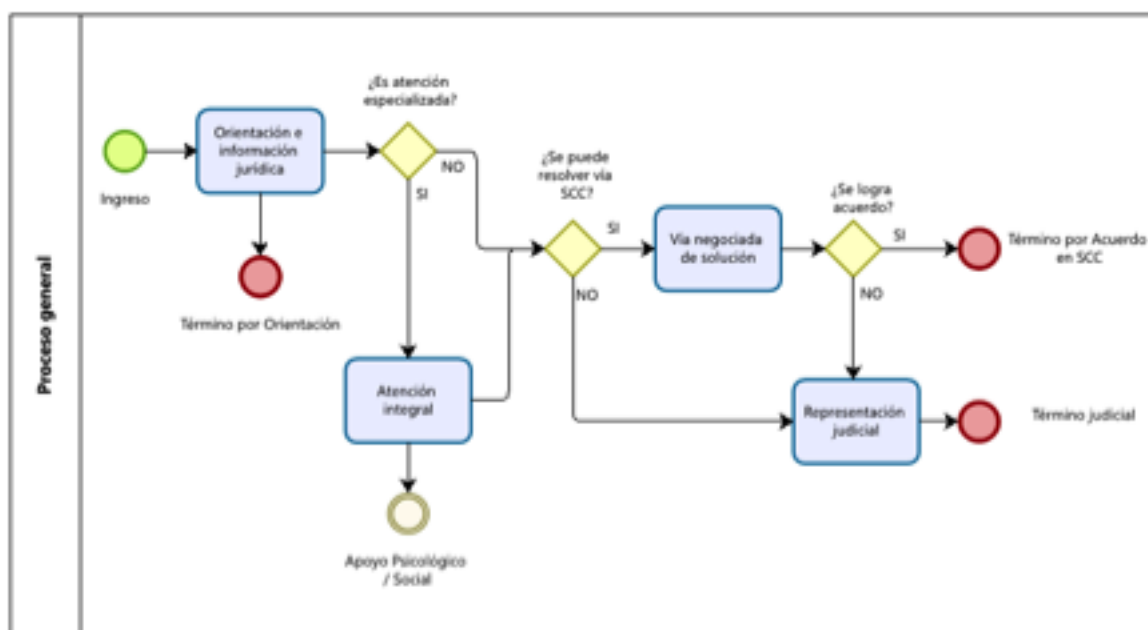 Proceso general
Ingreso
Orientación e
información
jurídica
Término por Orientación
¿Es atención
especializada?
NO
SI
Atención
integral
Apoyo Psicológico
/ Social
¿Se puede
resolver vía
SCC?
SI
NO
Vía negociada
de solución
¿Se logra
acuerdo?
SI
NO
Término por Acuerdo
en SCC
Representación
judicial
Término judicial